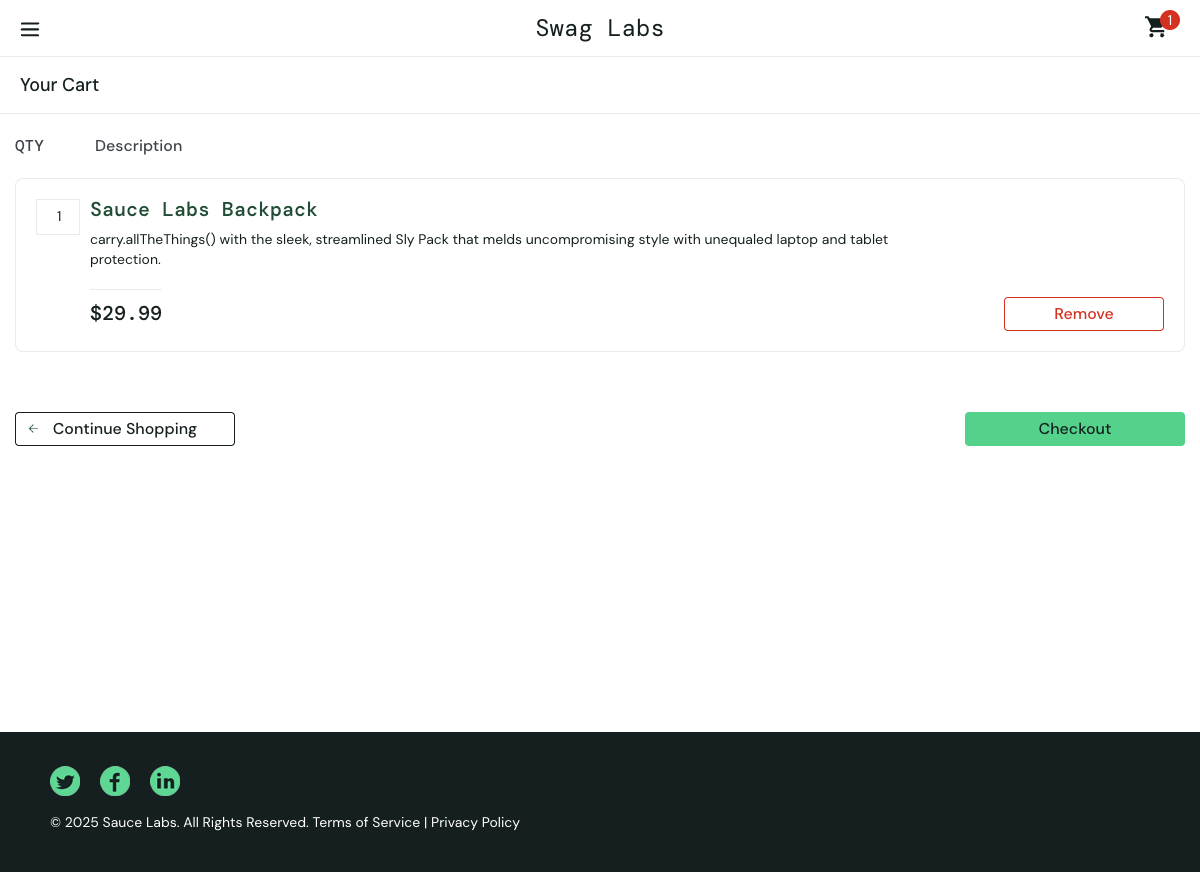 Swag Labs
1
Your Cart
QTY Description
1
Sauce Labs Backpack
carry.allTheThings() with the sleek, streamlined Sly Pack that melds uncompromising style with unequaled laptop and tablet
protection.
$29.99
Remove
Continue Shopping
Checkout
© 2025 Sauce Labs. All Rights Reserved. Terms of Service | Privacy Policy